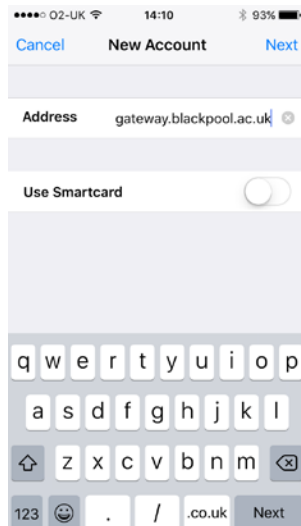 O2-UK 14:10 93%
Cancel New Account Next
Address gateway.blackpool.ac.uk
Use Smartcard
q w e r t y u i o p
a s d f g h j k l
z x c v b n m
123 . / .co.uk Next